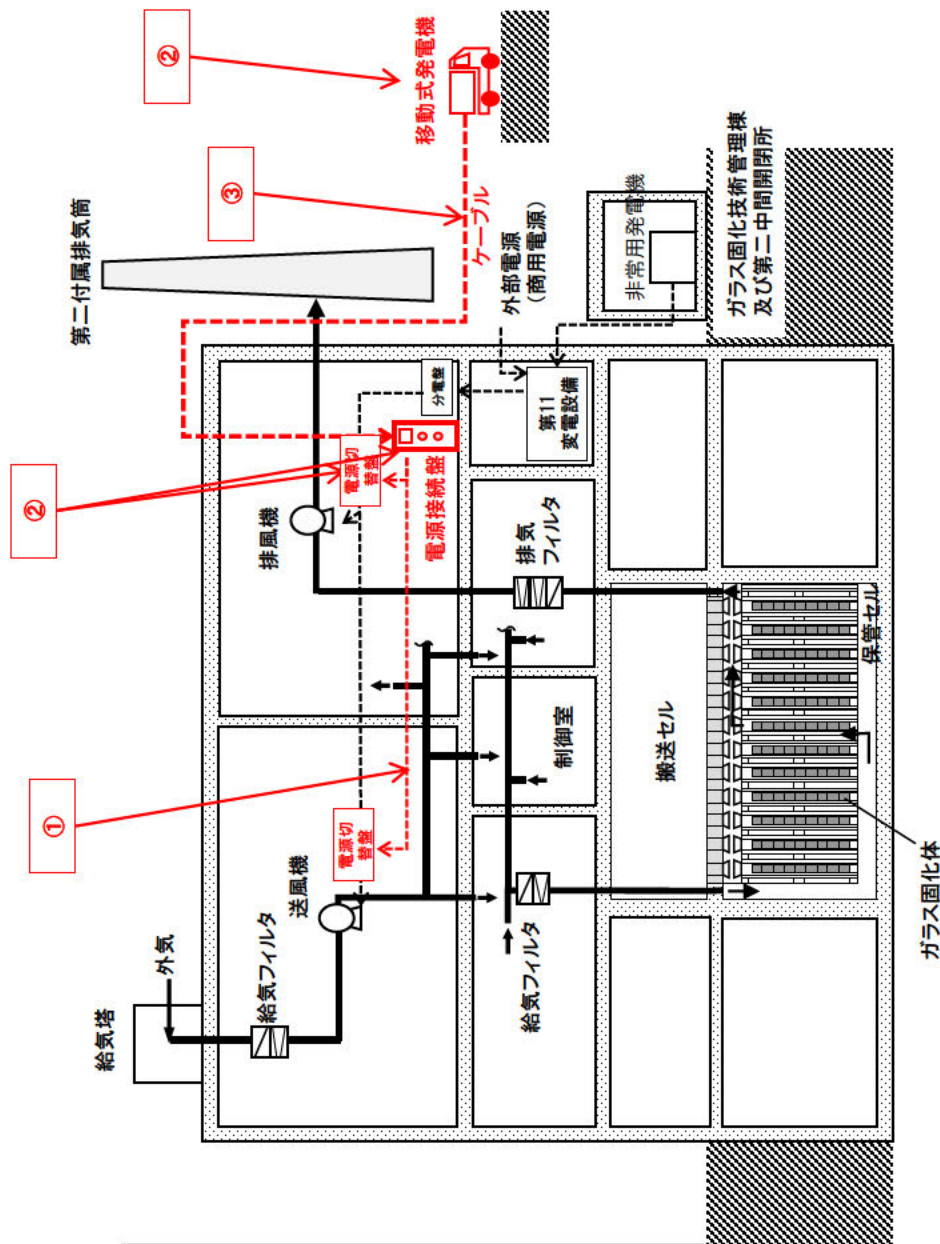 ②
移動式発電機
③
ケーブル
第二付属排気筒
外部電源
（商用電源）
非常用発電機
ガラス固化技術管理棟
及び第二中間開閉所
分電盤
第11
変電設備
②
電源切
替盤
電源接続盤
排風機
排気
フィルタ
保管セル
①
電源切
替盤
送風機
制御室
搬送セル
給気塔
外気
給気フィルタ
給気フィルタ
ガラス固化体